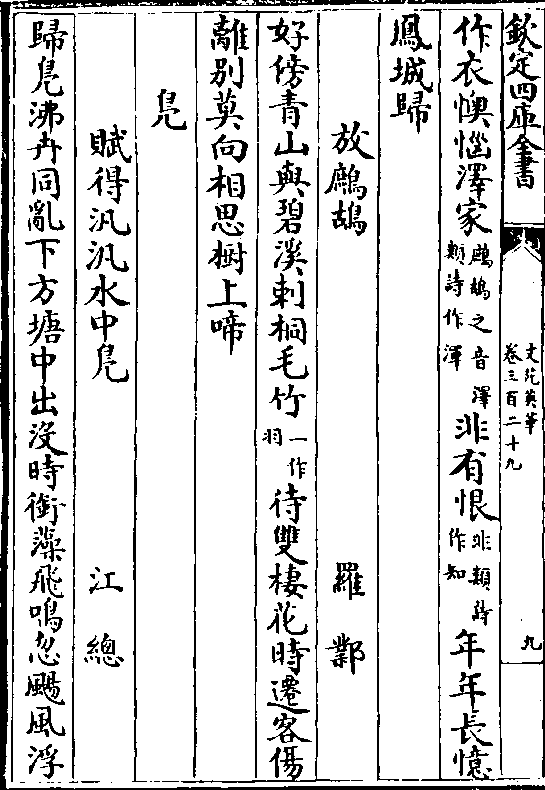 欽定四庫全書
文苑英華
卷三百二十九
九
作衣懊惱澤家鷓鴣之音澤
類詩作渾非有恨非類詩
作知年年長憶
鳳城歸
放鷓鴣 羅鄴
好傍青山與碧溪刺桐毛竹一作
羽待雙棲花時遷客傷
離別莫向相思樹上啼
鳧
賦得汎汎水中鳧 江總
歸鳧沸卉同亂下方塘中出沒時銜藻飛鳴忽颺風浮